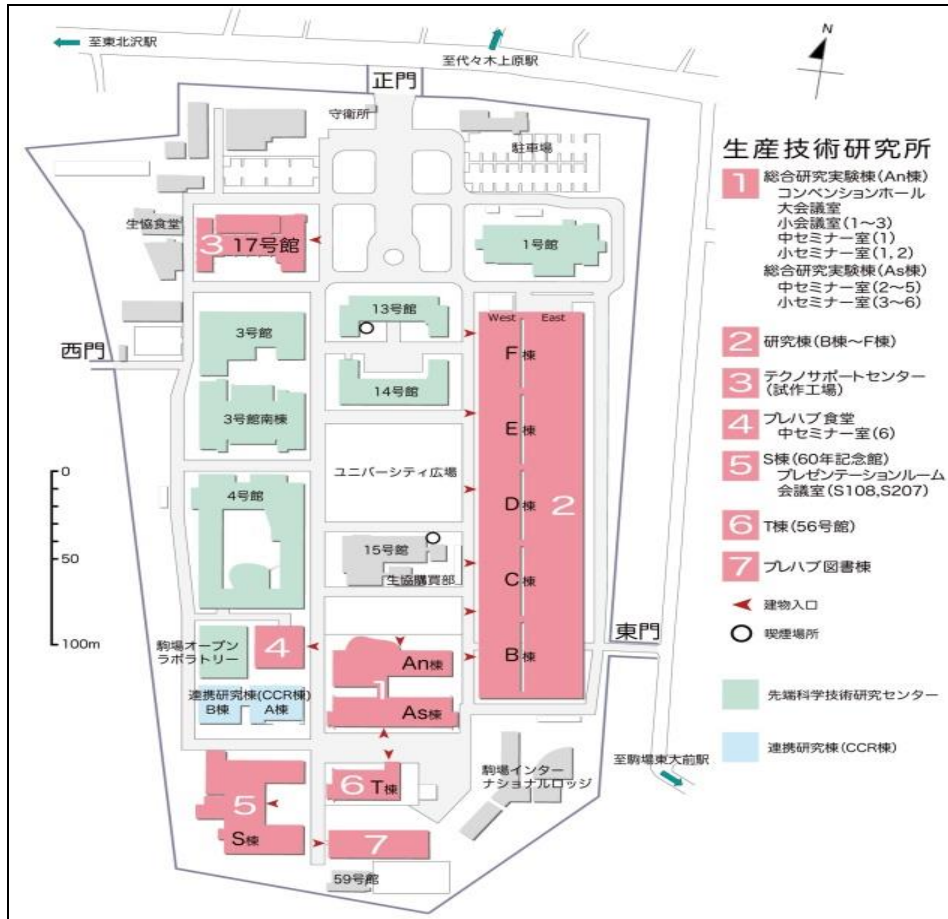 至東北沢駅
至代々木上原駅
N
正門
守衛所
駐車場
生協食堂
3 17号館
1号館
13号館
West East
3号館
F棟
西門
14号館
3号館南棟
E棟
ユニバーシティ広場
D棟 2
4号館
15号館
生協購買部
C棟
0
50
100m
東門
駒場オープン
ラボラトリー
4
An棟
B棟
1
連携研究棟(CCR棟)
B棟 A棟
As棟
至駒場東大前駅
駒場インター
ナショナルロッジ
6 T棟
5
S棟
7
59号館
生産技術研究所
1 総合研究実験棟(An棟)
コンベンションホール
大会議室
小会議室(1~3)
中セミナー室(1)
小セミナー室(1,2)
総合研究実験棟(As棟)
中セミナー室(2~5)
小セミナー室(3~6)
2 研究棟(B棟~F棟)
3 テクノサポートセンター
(試作工場)
4 プレハブ食堂
中セミナー室(6)
5 S棟(60年記念館)
プレゼンテーションルーム
会議室(S108,S207)
6 T棟(56号館)
7 プレハブ図書棟
建物入口
喫煙場所
先端科学技術研究センター
連携研究棟(CCR棟)